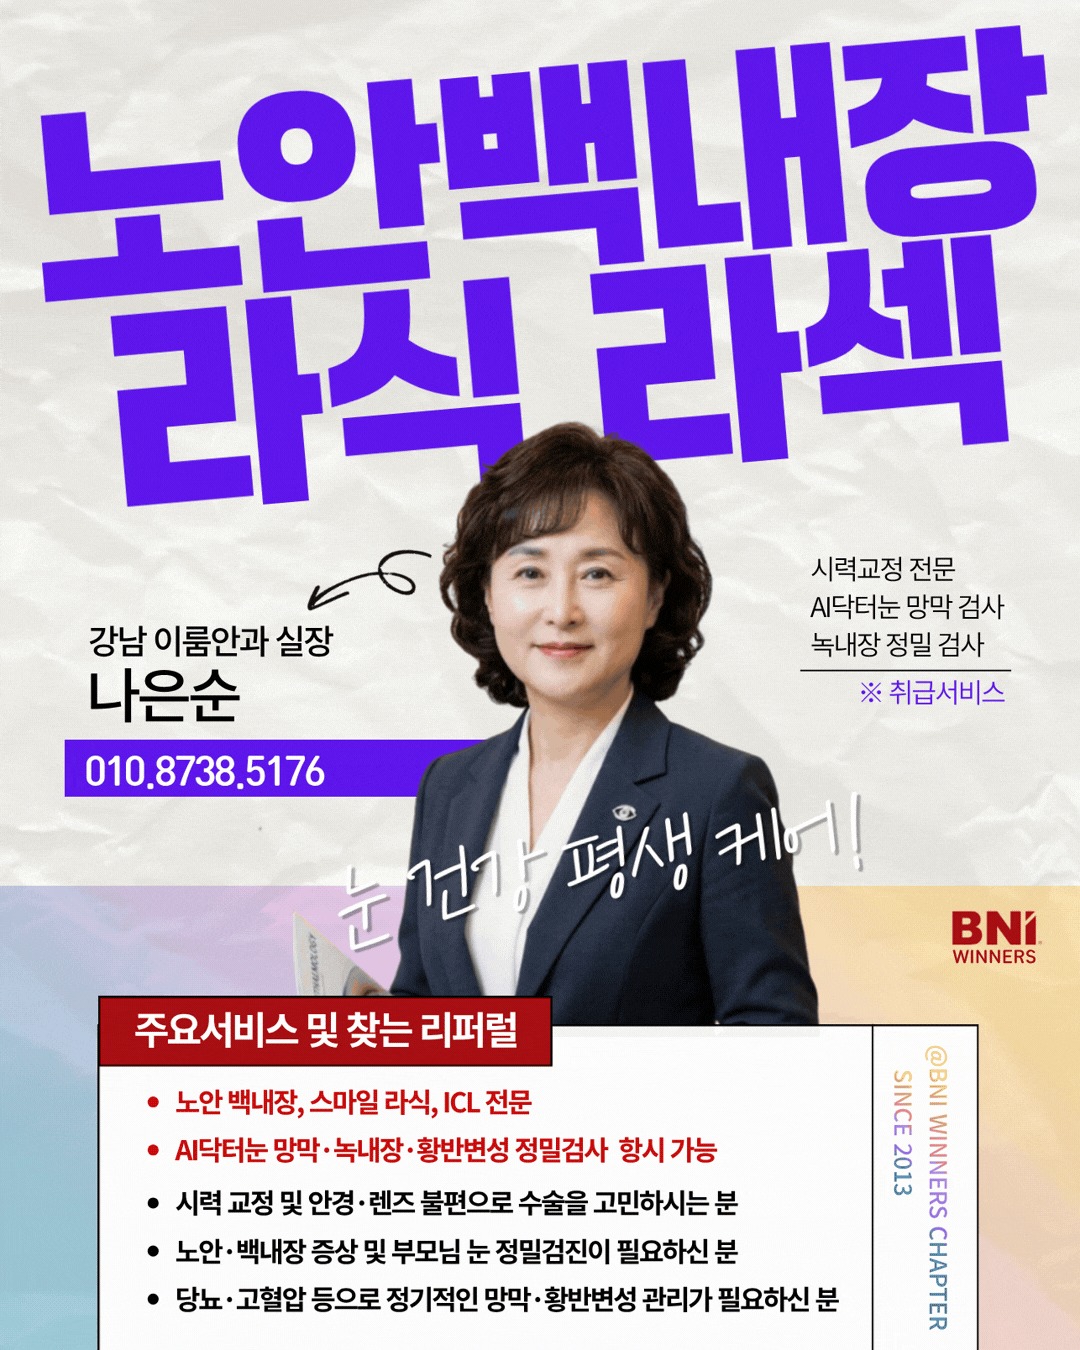 노안백내장
라식 라섹
시력교정 전문
AI닥터눈 망막 검사
녹내장 정밀 검사
※ 취급서비스
강남 이룸안과 실장
나은순
010.8738.5176
눈 건강 평생 케어!
BNI
WINNERS
주요서비스 및 찾는 리퍼럴
• 노안 백내장, 스마일 라식, ICL 전문
• AI닥터눈 망막·녹내장·황반변성 정밀검사 항시 가능
• 시력 교정 및 안경·렌즈 불편으로 수술을 고민하시는 분
• 노안·백내장 증상 및 부모님 눈 정밀검진이 필요하신 분
• 당뇨·고혈압 등으로 정기적인 망막·황반변성 관리가 필요하신 분
@BNI WINNERS CHAPTER
SINCE 2013